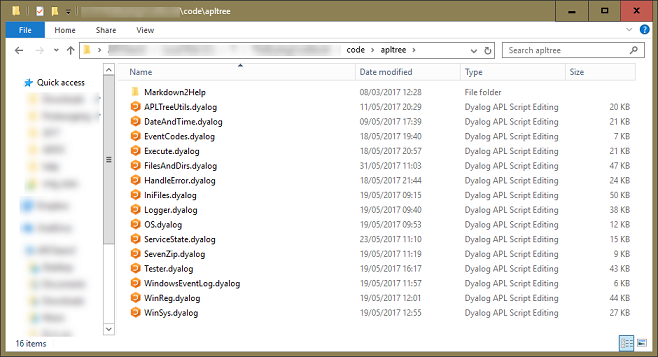 \code\apltree
File Home Share View
code apltree Search apltree
Name Date modified Type Size
Quick access
Markdown2Help 08/03/2017 12:28 File folder
APLTreeUtils.dyalog 11/05/2017 20:29 Dyalog APL Script Editing 20 KB
DateAndTime.dyalog 09/05/2017 17:39 Dyalog APL Script Editing 21 KB
EventCodes.dyalog 18/05/2017 19:40 Dyalog APL Script Editing 7 KB
Execute.dyalog 18/05/2017 20:57 Dyalog APL Script Editing 21 KB
FilesAndDirs.dyalog 31/05/2017 11:03 Dyalog APL Script Editing 47 KB
HandleError.dyalog 18/05/2017 21:44 Dyalog APL Script Editing 24 KB
IniFiles.dyalog 19/05/2017 09:15 Dyalog APL Script Editing 50 KB
Logger.dyalog 19/05/2017 09:40 Dyalog APL Script Editing 38 KB
OS.dyalog 19/05/2017 09:53 Dyalog APL Script Editing 12 KB
ServiceState.dyalog 23/05/2017 11:10 Dyalog APL Script Editing 15 KB
SevenZip.dyalog 19/05/2017 11:19 Dyalog APL Script Editing 9 KB
Tester.dyalog 19/05/2017 16:17 Dyalog APL Script Editing 43 KB
WindowsEventLog.dyalog 19/05/2017 11:57 Dyalog APL Script Editing 6 KB
WinReg.dyalog 19/05/2017 12:01 Dyalog APL Script Editing 44 KB
WinSys.dyalog 19/05/2017 12:55 Dyalog APL Script Editing 27 KB
16 items